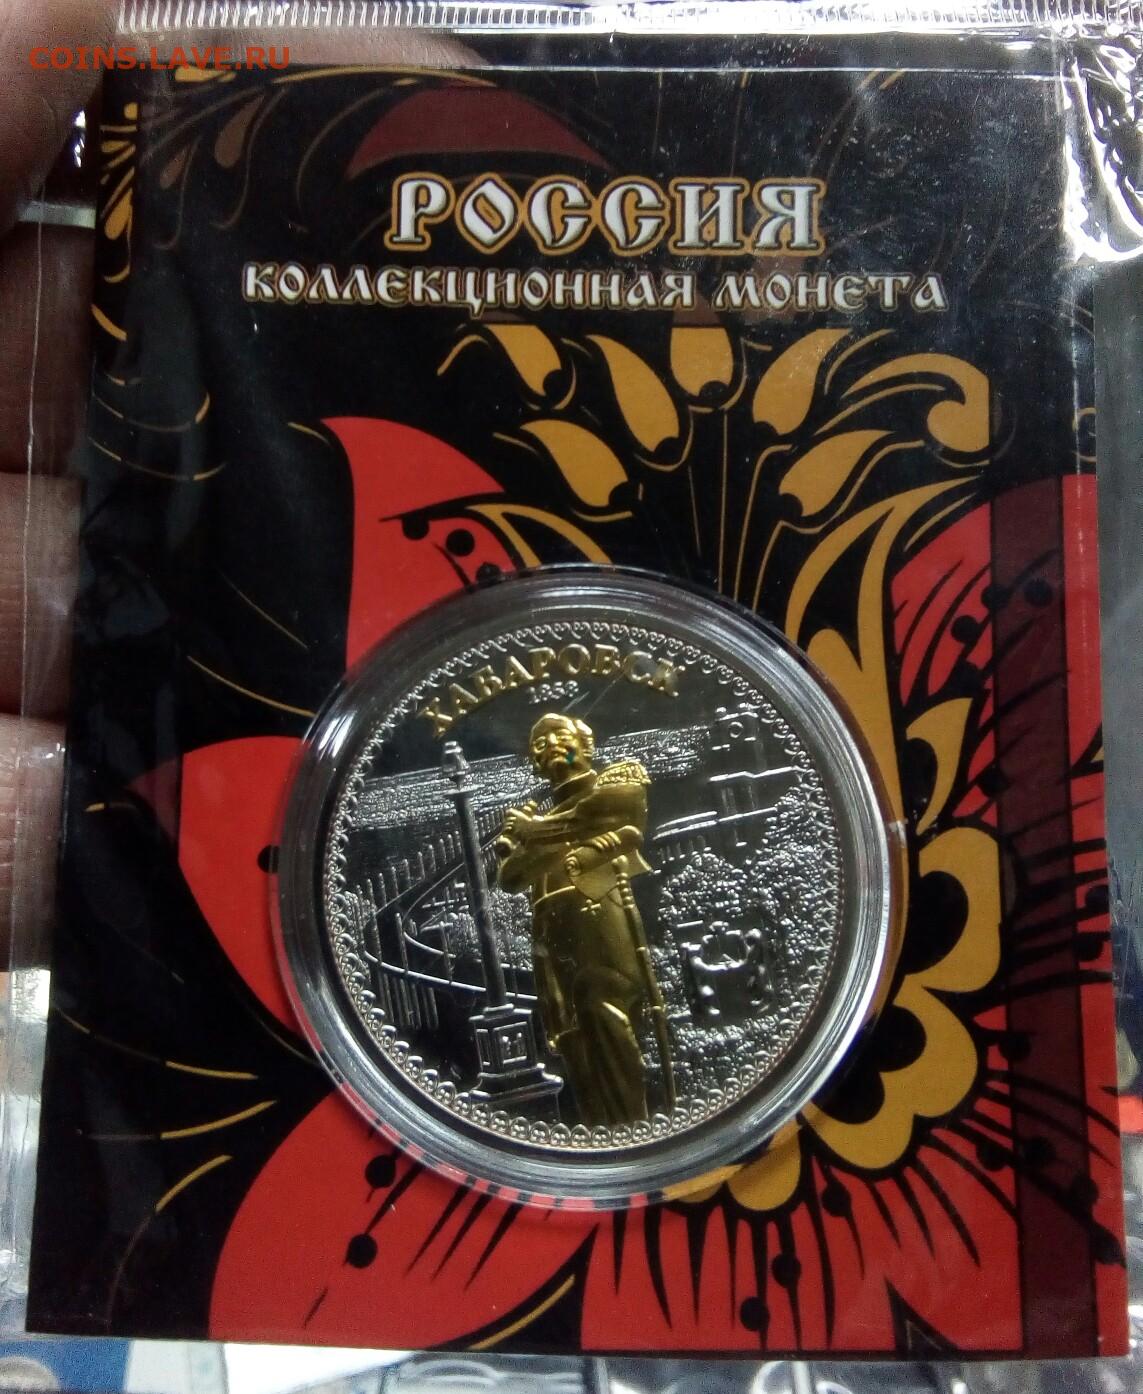 COINS.LAVE.RU
РОССИЯ
КОЛЛЕКЦИОННАЯ МОНЕТА
ХАБАРОВСК
1858